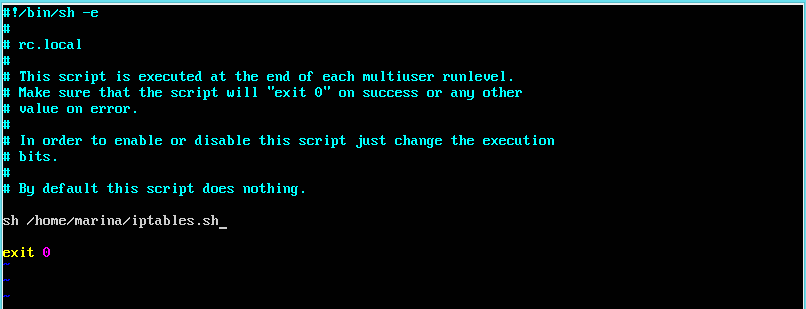 #!/bin/sh -e
#
# rc.local
#
# This script is executed at the end of each multiuser runlevel.
# Make sure that the script will "exit 0" on success or any other
# value on error.
#
# In order to enable or disable this script just change the execution
# bits.
#
# By default this script does nothing.
sh /home/marina/iptables.sh_
exit 0
~
~
~